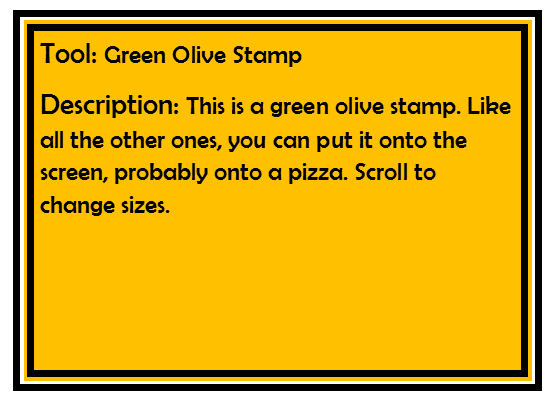 Tool: Green Olive Stamp
Description: This is a green olive stamp. Like
all the other ones, you can put it onto the
screen, probably onto a pizza. Scroll to
change sizes.